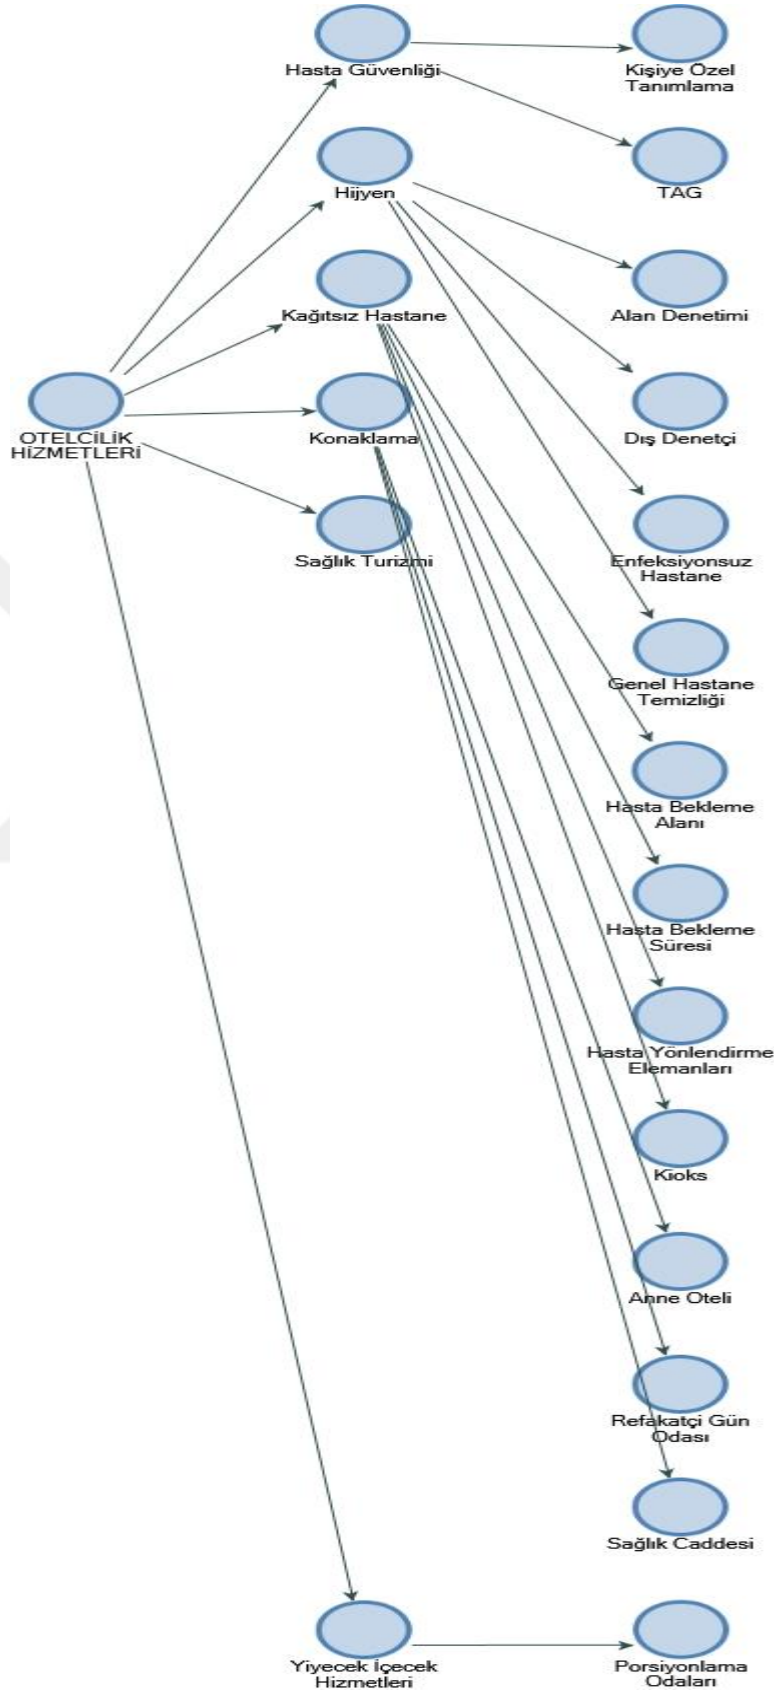 Hasta Güvenliği
Kişiye Özel
Tanımlama
TAG
Hijyen
Alan Denetimi
Kağıtsız Hastane
Dış Denetçi
OTELCİLİK
HİZMETLERİ
Konaklama
Enfeksiyonsuz
Hastane
Sağlık Turizmi
Genel Hastane
Temizliği
Hasta Bekleme
Alanı
Hasta Bekleme
Süresi
Hasta Yönlendirme
Elemanları
Kioks
Anne Oteli
Refakatçi Gün
Odası
Sağlık Caddesi
Yiyecek İçecek
Hizmetleri
Porsiyonlama
Odaları